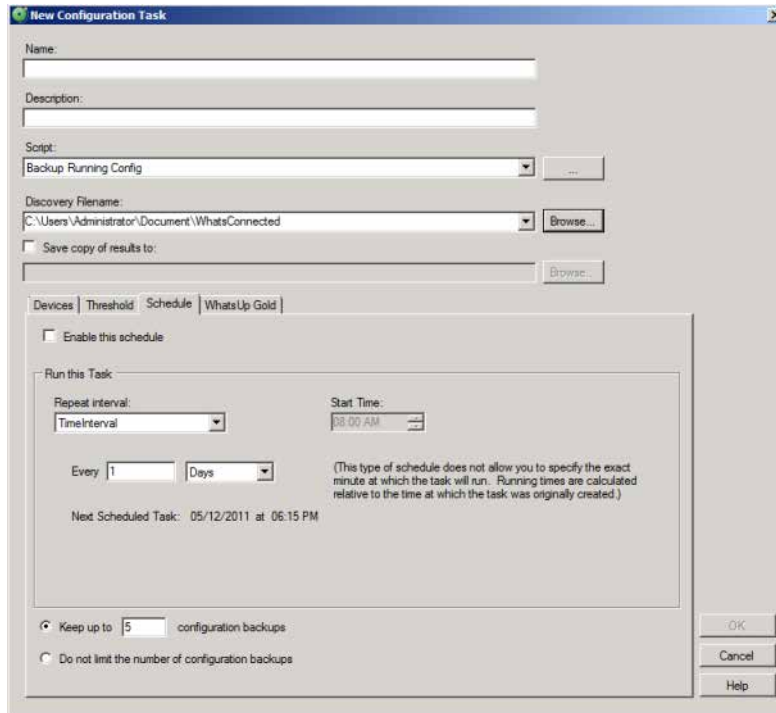 New Configuration Task
Name:
Description:
Script:
Backup Running Config
...
Discovery Filename:
C:\Users\Administrator\Document\WhatsConnected
Browse...
Save copy of results to:
Browse...
Devices
Threshold
Schedule
WhatsUp Gold
Enable this schedule
Run this Task
Repeat interval:
Start Time:
TimeInterval
08:00 AM
Every 1 Days
(This type of schedule does not allow you to specify the exact
minute at which the task will run. Running times are calculated
relative to the time at which the task was originally created.)
Next Scheduled Task: 05/12/2011 at 06:15 PM
Keep up to 5 configuration backups
Do not limit the number of configuration backups
OK
Cancel
Help